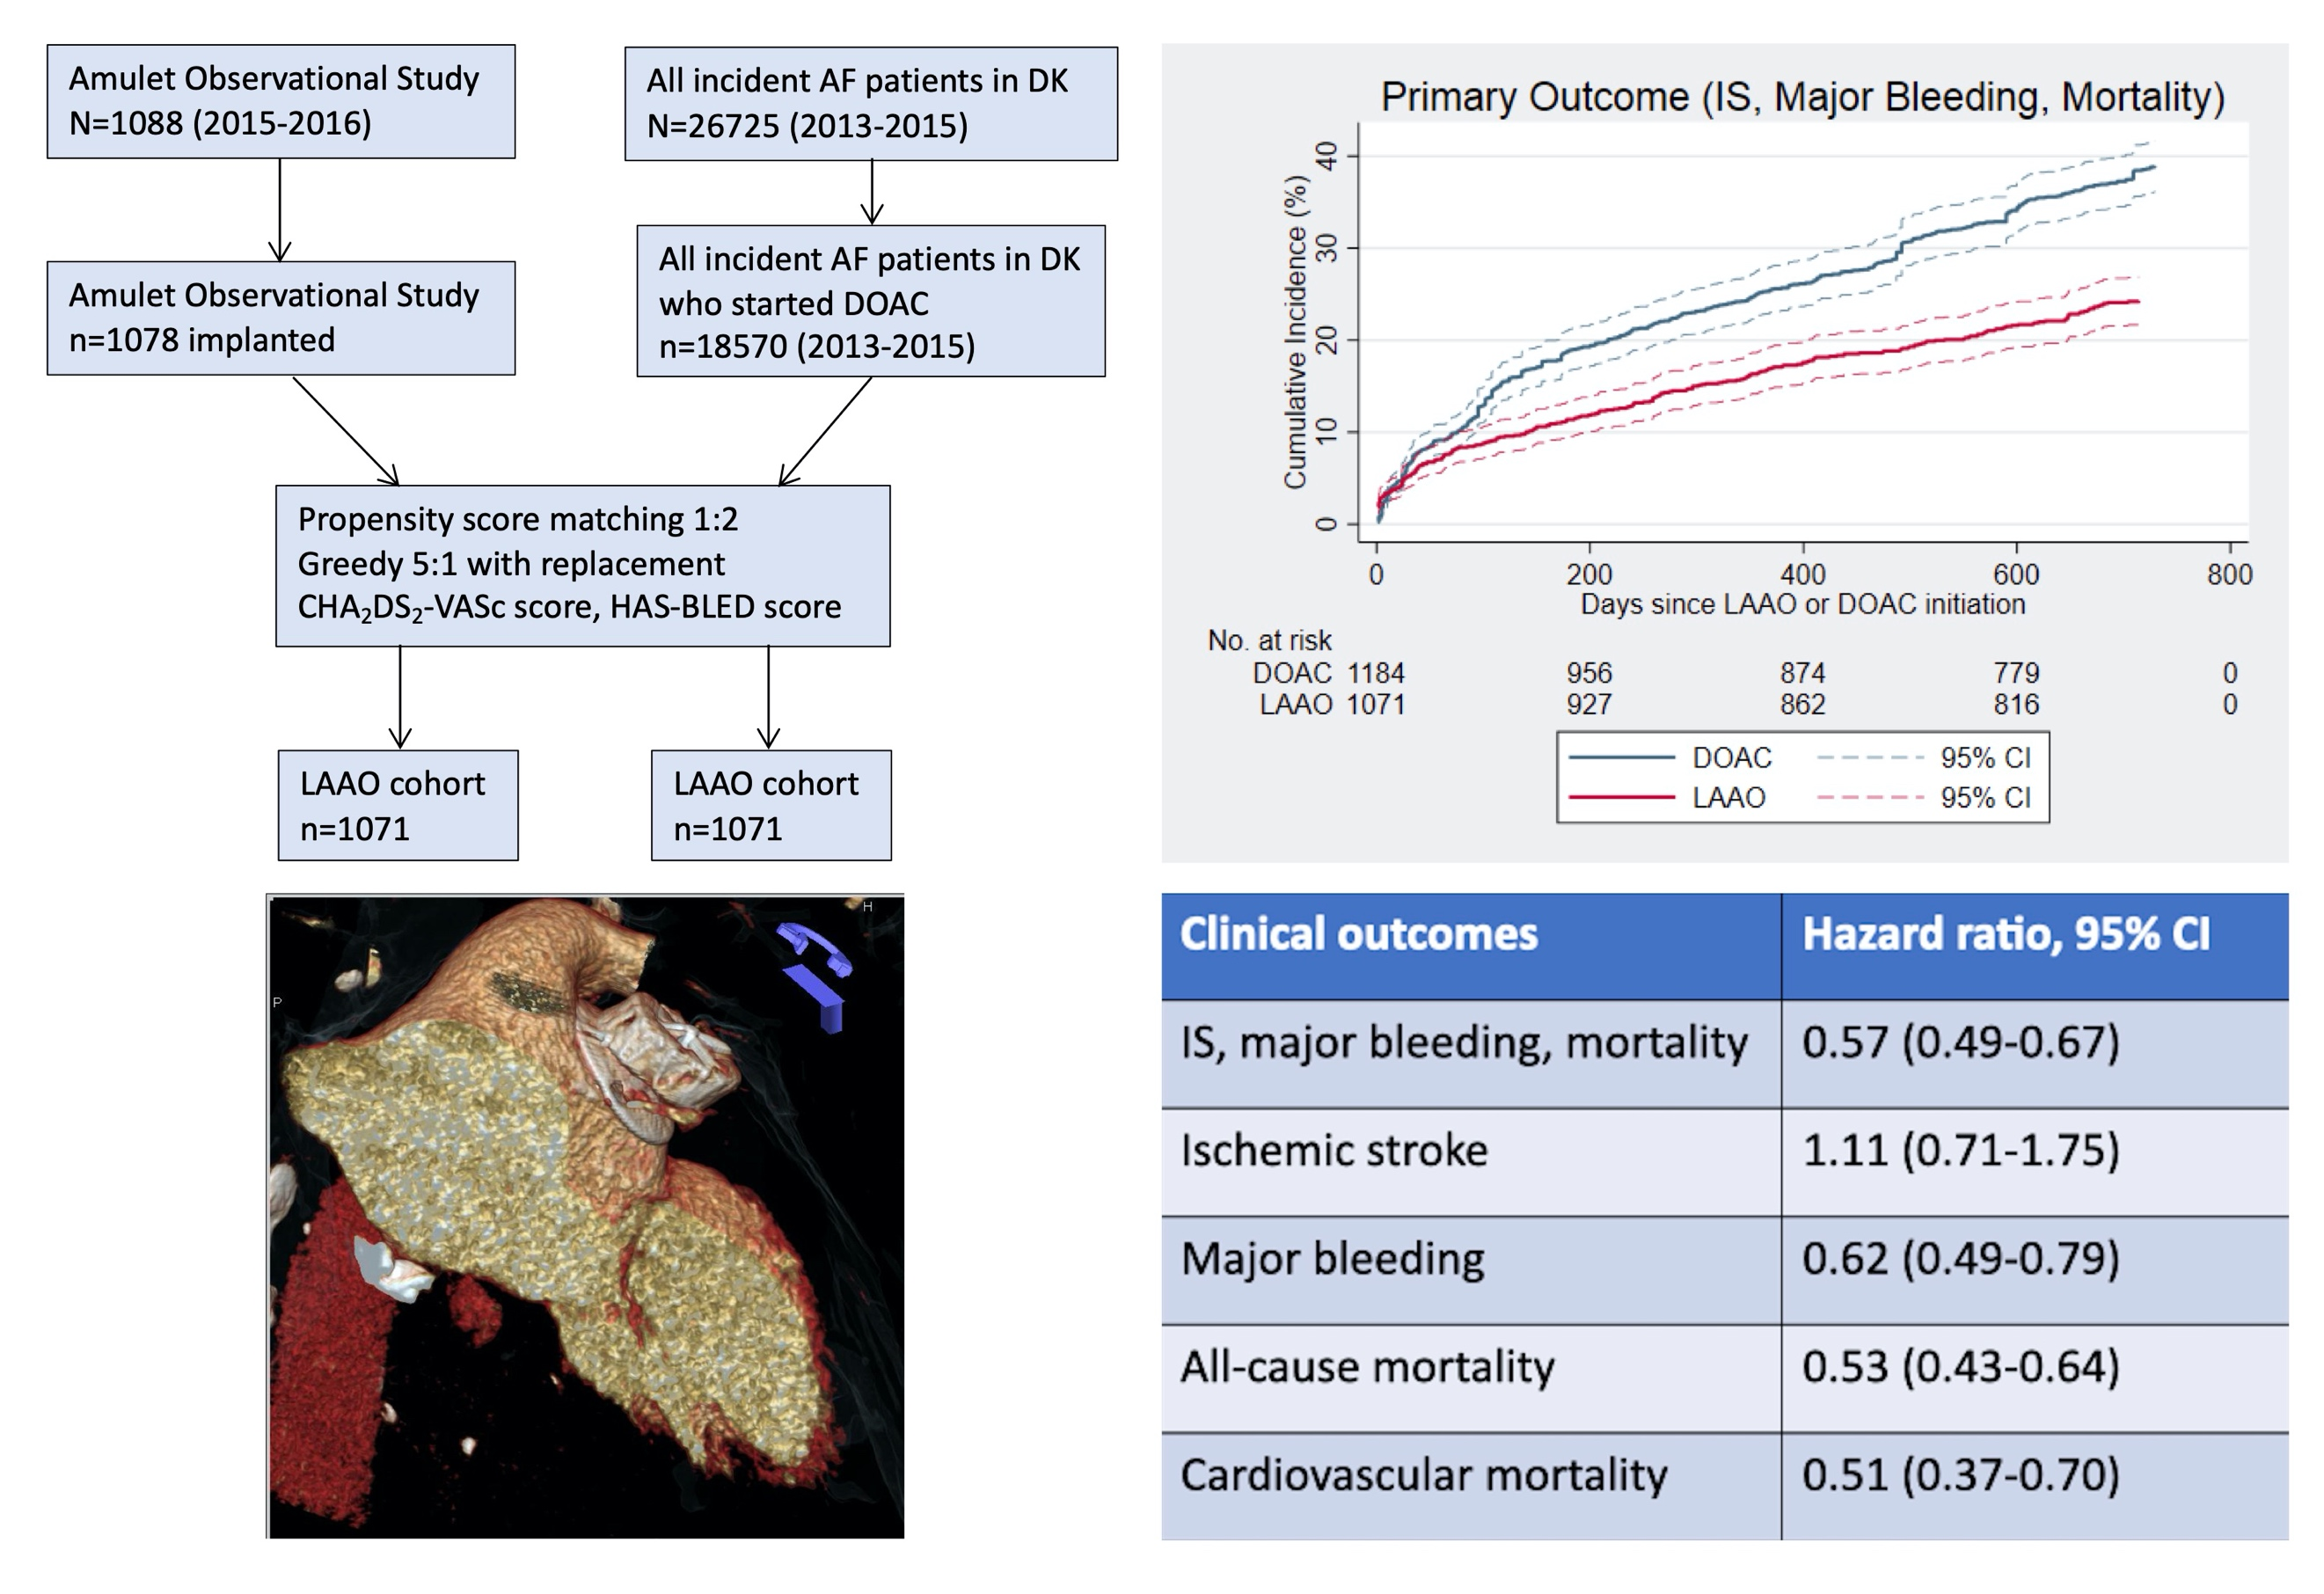 Amulet Observational Study
N=1088 (2015-2016)
All incident AF patients in DK
N=26725 (2013-2015)
Amulet Observational Study
n=1078 implanted
All incident AF patients in DK
who started DOAC
n=18570 (2013-2015)
Propensity score matching 1:2
Greedy 5:1 with replacement
CHA₂DS₂-VASc score, HAS-BLED score
LAAO cohort
n=1071
LAAO cohort
n=1071
Primary Outcome (IS, Major Bleeding, Mortality)
Cumulative Incidence (%)
40
30
20
10
0
0 200 400 600 800
Days since LAAO or DOAC initiation
No. at risk
DOAC 1184 956 874 779 0
LAAO 1071 927 862 816 0
DOAC 95% CI
LAAO 95% CI
H
P
Clinical outcomes Hazard ratio, 95% CI
IS, major bleeding, mortality 0.57 (0.49-0.67)
Ischemic stroke 1.11 (0.71-1.75)
Major bleeding 0.62 (0.49-0.79)
All-cause mortality 0.53 (0.43-0.64)
Cardiovascular mortality 0.51 (0.37-0.70)